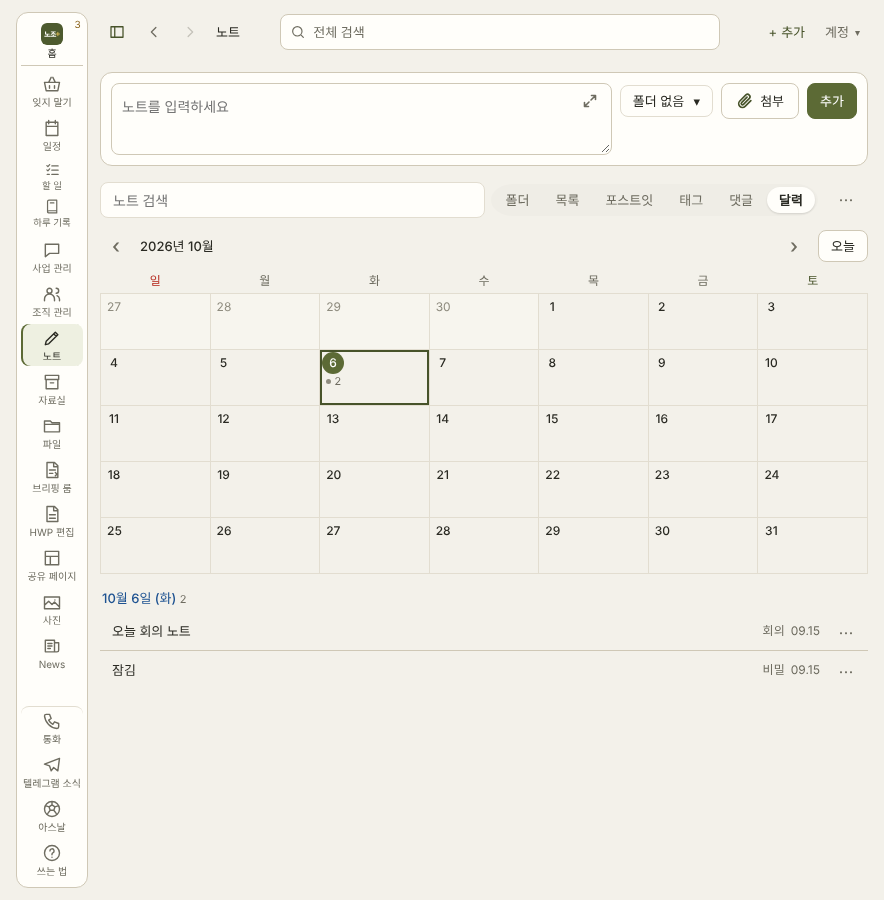 노조+
3
홈
잊지 말기
일정
할 일
하루 기록
사업 관리
조직 관리
노트
자료실
파일
브리핑 룸
HWP 편집
공유 페이지
사진
News
통화
텔레그램 소식
아스날
쓰는 법
노트
전체 검색
+ 추가
계정 ▾
노트를 입력하세요
폴더 없음 ▾
첨부
추가
노트 검색
폴더 목록 포스트잇 태그 댓글 달력 ⋯
2026년 10월
오늘
일 월 화 수 목 금 토
27 28 29 30 1 2 3
4 5 6 7 8 9 10
2
11 12 13 14 15 16 17
18 19 20 21 22 23 24
25 26 27 28 29 30 31
10월 6일 (화) 2
오늘 회의 노트 회의 09.15 ⋯
잠김 비밀 09.15 ⋯